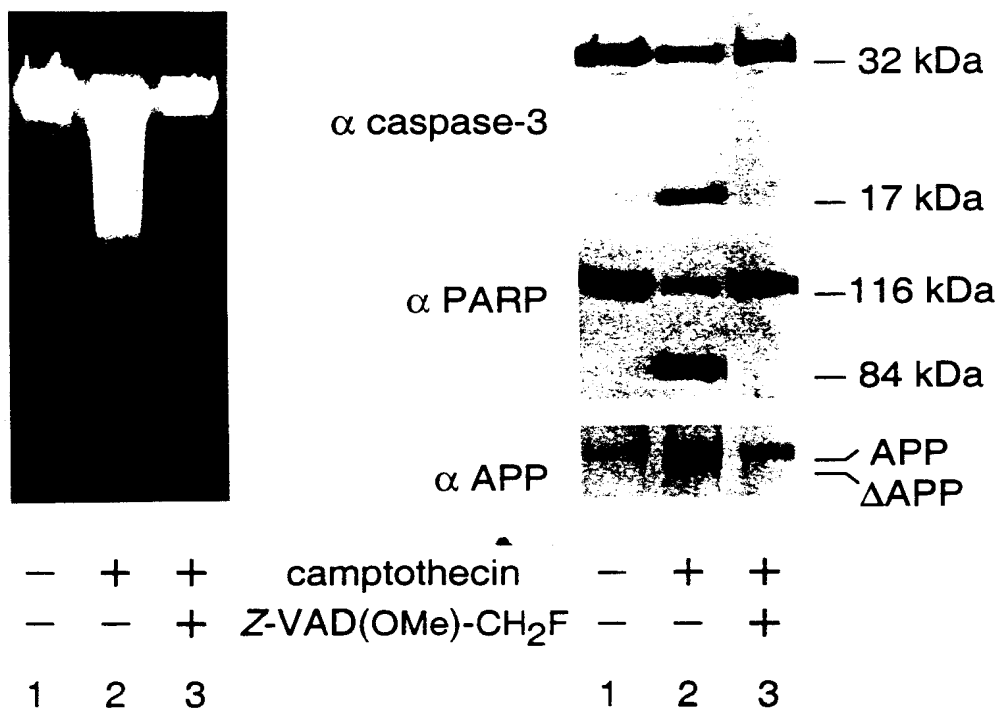 — 32 kDa
α caspase-3
— 17 kDa
α PARP
— 116 kDa
— 84 kDa
APP
α APP
ΔAPP
− + + camptothecin − + +
− − + Z-VAD(OMe)-CH₂F − − +
1 2 3 1 2 3